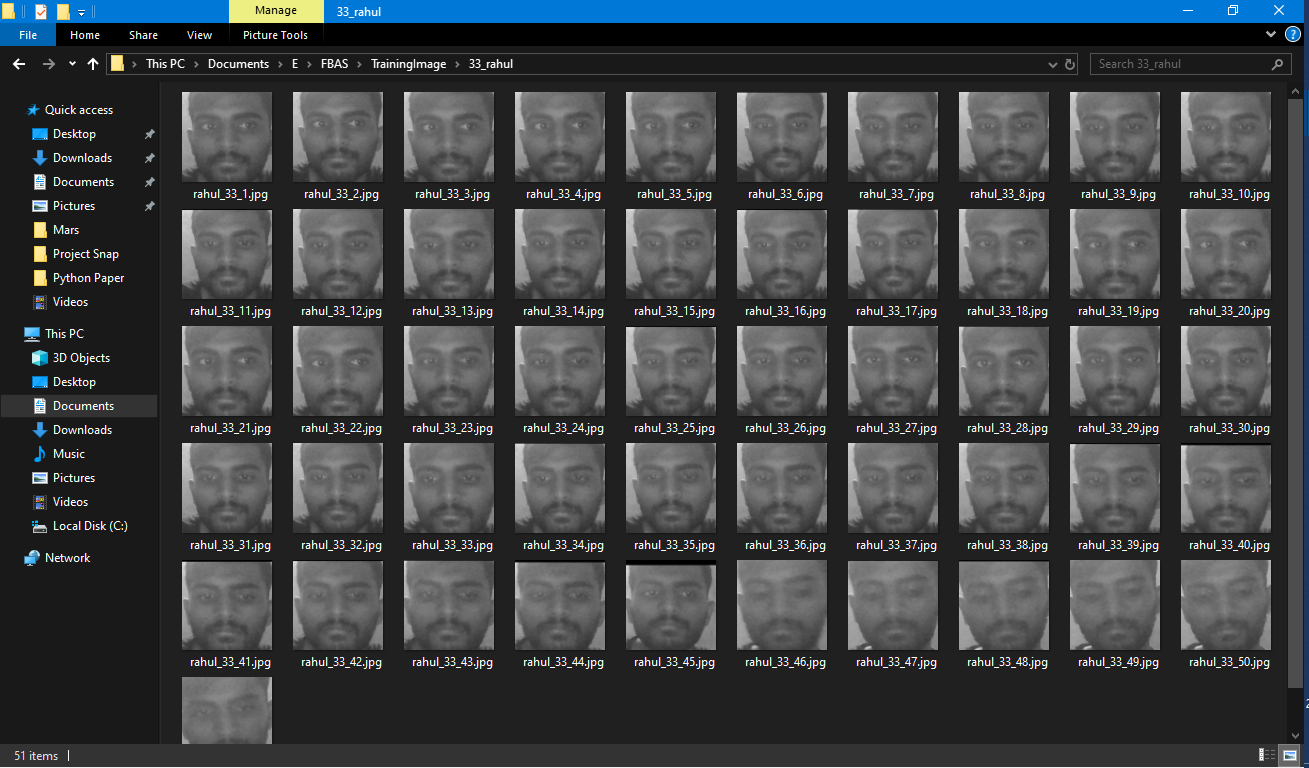 Manage 33_rahul
File Home Share View Picture Tools
This PC Documents E FBAS TrainingImage 33_rahul Search 33_rahul
Quick access
Desktop
Downloads
Documents
Pictures
Mars
Project Snap
Python Paper
Videos
This PC
3D Objects
Desktop
Documents
Downloads
Music
Pictures
Videos
Local Disk (C:)
Network
rahul_33_1.jpg rahul_33_2.jpg rahul_33_3.jpg rahul_33_4.jpg rahul_33_5.jpg rahul_33_6.jpg rahul_33_7.jpg rahul_33_8.jpg rahul_33_9.jpg rahul_33_10.jpg
rahul_33_11.jpg rahul_33_12.jpg rahul_33_13.jpg rahul_33_14.jpg rahul_33_15.jpg rahul_33_16.jpg rahul_33_17.jpg rahul_33_18.jpg rahul_33_19.jpg rahul_33_20.jpg
rahul_33_21.jpg rahul_33_22.jpg rahul_33_23.jpg rahul_33_24.jpg rahul_33_25.jpg rahul_33_26.jpg rahul_33_27.jpg rahul_33_28.jpg rahul_33_29.jpg rahul_33_30.jpg
rahul_33_31.jpg rahul_33_32.jpg rahul_33_33.jpg rahul_33_34.jpg rahul_33_35.jpg rahul_33_36.jpg rahul_33_37.jpg rahul_33_38.jpg rahul_33_39.jpg rahul_33_40.jpg
rahul_33_41.jpg rahul_33_42.jpg rahul_33_43.jpg rahul_33_44.jpg rahul_33_45.jpg rahul_33_46.jpg rahul_33_47.jpg rahul_33_48.jpg rahul_33_49.jpg rahul_33_50.jpg
51 items